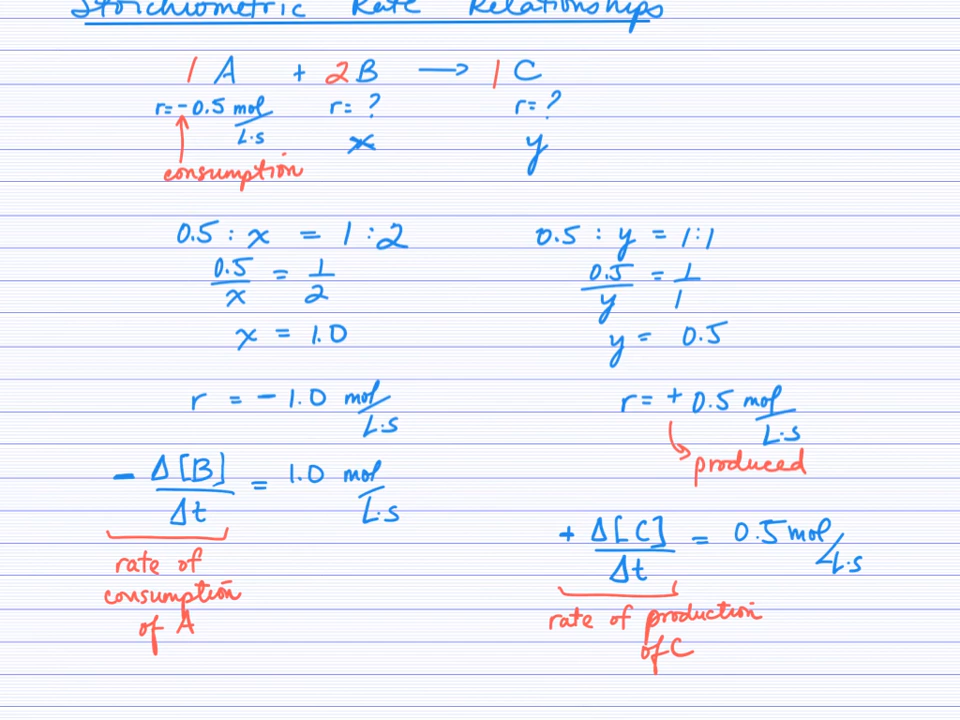 Stoichiometric Rate Relationships
1 A + 2B → 1 C
r=-0.5 mol/L·s r= ? r= ?
consumption x y
0.5 : x = 1 : 2
0.5/x = 1/2
x = 1.0
r = - 1.0 mol/L·s
- Δ[B]/Δt = 1.0 mol/L·s
rate of
consumption
of A
0.5 : y = 1:1
0.5/y = 1/1
y = 0.5
r= + 0.5 mol/L·s
produced
+ Δ[C]/Δt = 0.5 mol/L·s
rate of production
of C